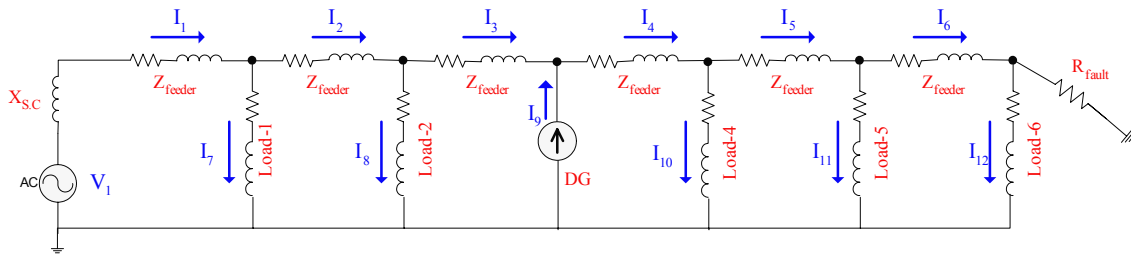 I1 I2 I3 I4 I5 I6
Zfeeder Zfeeder Zfeeder Zfeeder Zfeeder Zfeeder
Rfault
XS.C
I7 Load-1 I8 Load-2 I9 I10 Load-4 I11 Load-5 I12 Load-6
DG
AC V1